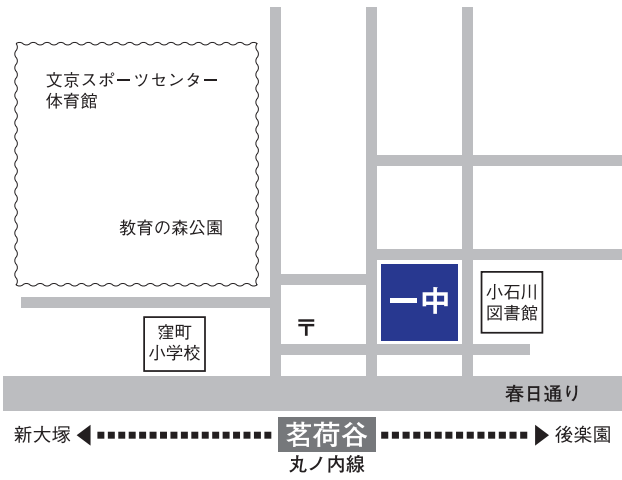 文京スポーツセンター
体育館
教育の森公園
一中
小石川
図書館
窪町
小学校
〒
春日通り
新大塚
茗荷谷
後楽園
丸ノ内線